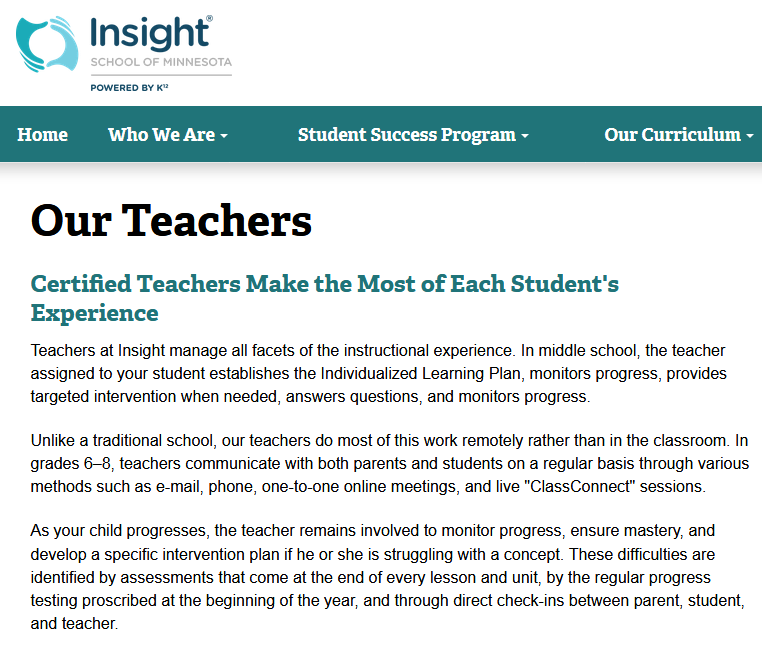 Insight®
SCHOOL OF MINNESOTA
POWERED BY K12
Home Who We Are Student Success Program Our Curriculum
Our Teachers
Certified Teachers Make the Most of Each Student's
Experience
Teachers at Insight manage all facets of the instructional experience. In middle school, the teacher
assigned to your student establishes the Individualized Learning Plan, monitors progress, provides
targeted intervention when needed, answers questions, and monitors progress.
Unlike a traditional school, our teachers do most of this work remotely rather than in the classroom. In
grades 6–8, teachers communicate with both parents and students on a regular basis through various
methods such as e-mail, phone, one-to-one online meetings, and live "ClassConnect" sessions.
As your child progresses, the teacher remains involved to monitor progress, ensure mastery, and
develop a specific intervention plan if he or she is struggling with a concept. These difficulties are
identified by assessments that come at the end of every lesson and unit, by the regular progress
testing proscribed at the beginning of the year, and through direct check-ins between parent, student,
and teacher.